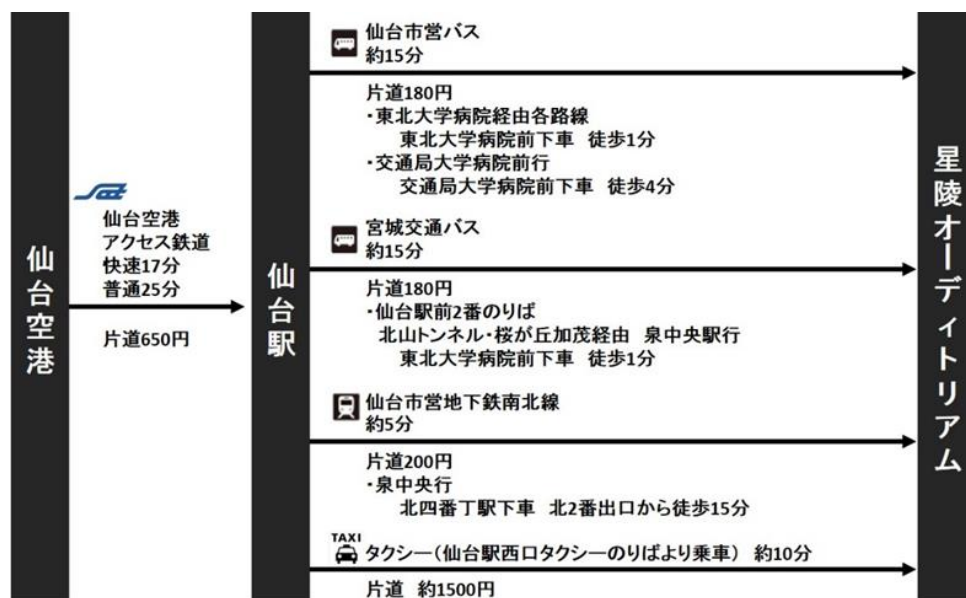 仙台空港
仙台空港
アクセス鉄道
快速17分
普通25分
片道650円
仙台駅
仙台市営バス
約15分
片道180円
・東北大学病院経由各路線
東北大学病院前下車 徒歩1分
・交通局大学病院前行
交通局大学病院前下車 徒歩4分
宮城交通バス
約15分
片道180円
・仙台駅前2番のりば
北山トンネル・桜が丘加茂経由 泉中央駅行
東北大学病院前下車 徒歩1分
仙台市営地下鉄南北線
約5分
片道200円
・泉中央行
北四番丁駅下車 北2番出口から徒歩15分
TAXI
タクシー(仙台駅西口タクシーのりばより乗車) 約10分
片道 約1500円
星陵オーディトリアム